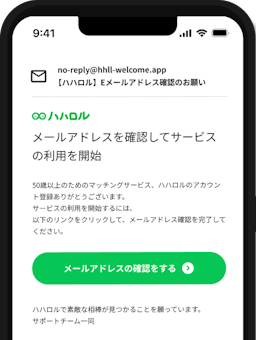 9:41
no-reply@hhll-welcome.app
【ハハロル】Eメールアドレス確認のお願い
ハハロル
メールアドレスを確認してサービス
の利用を開始
50歳以上のためのマッチングサービス、ハハロルのアカウン
ト登録ありがとうございます。
サービスの利用を開始するには、
以下のリンクをクリックして、メールアドレス確認を完了して
ください。
メールアドレスの確認をする
ハハロルで素敵な相棒が見つかることを願っています。
サポートチーム一同